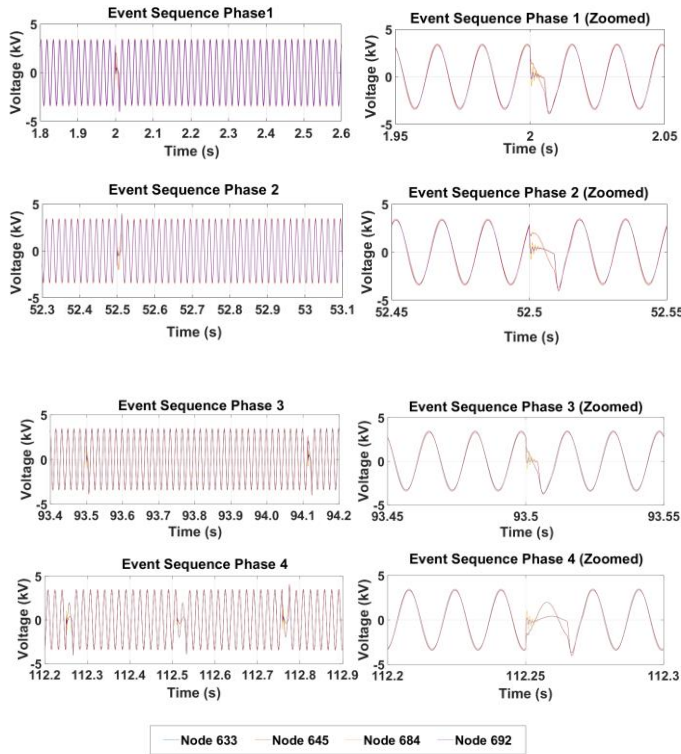 Event Sequence Phase1
Voltage (kV)
5
0
-5
1.8 1.9 2 2.1 2.2 2.3 2.4 2.5 2.6
Time (s)
Event Sequence Phase 1 (Zoomed)
Voltage (kV)
5
0
-5
1.95 2 2.05
Time (s)
Event Sequence Phase 2
Voltage (kV)
5
0
-5
52.3 52.4 52.5 52.6 52.7 52.8 52.9 53 53.1
Time (s)
Event Sequence Phase 2 (Zoomed)
Voltage (kV)
5
0
-5
52.45 52.5 52.55
Time (s)
Event Sequence Phase 3
Voltage (kV)
5
0
-5
93.4 93.5 93.6 93.7 93.8 93.9 94.0 94.1 94.2
Time (s)
Event Sequence Phase 3 (Zoomed)
Voltage (kV)
5
0
-5
93.45 93.5 93.55
Time (s)
Event Sequence Phase 4
Voltage (kV)
5
0
-5
112.2 112.3 112.4 112.5 112.6 112.7 112.8 112.9
Time (s)
Event Sequence Phase 4 (Zoomed)
Voltage (kV)
5
0
-5
112.2 112.25 112.3
Time (s)
Node 633 Node 645 Node 684 Node 692